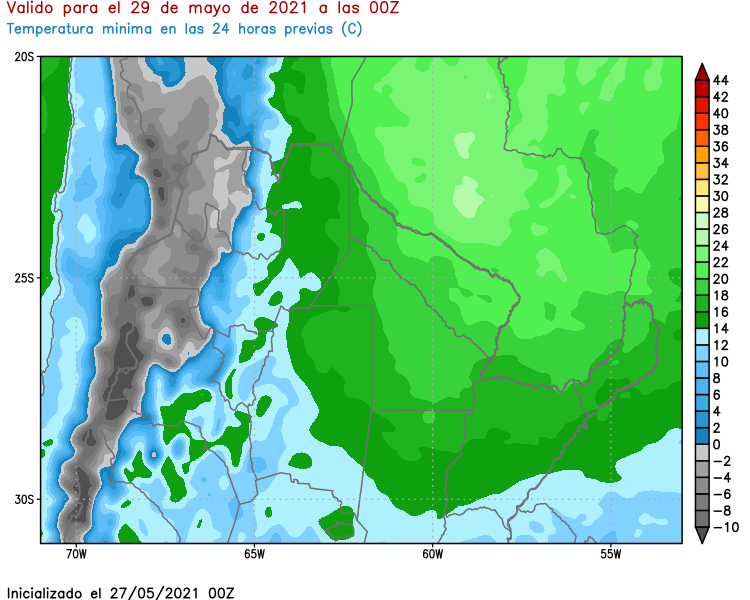 Valido para el 29 de mayo de 2021 a las 00Z
Temperatura minima en las 24 horas previas (C)
20S
25S
30S
70W
65W
60W
55W
44
42
40
38
36
34
32
30
28
26
24
22
20
18
16
14
12
10
8
6
4
2
0
-2
-4
-6
-8
-10
Inicializado el 27/05/2021 00Z